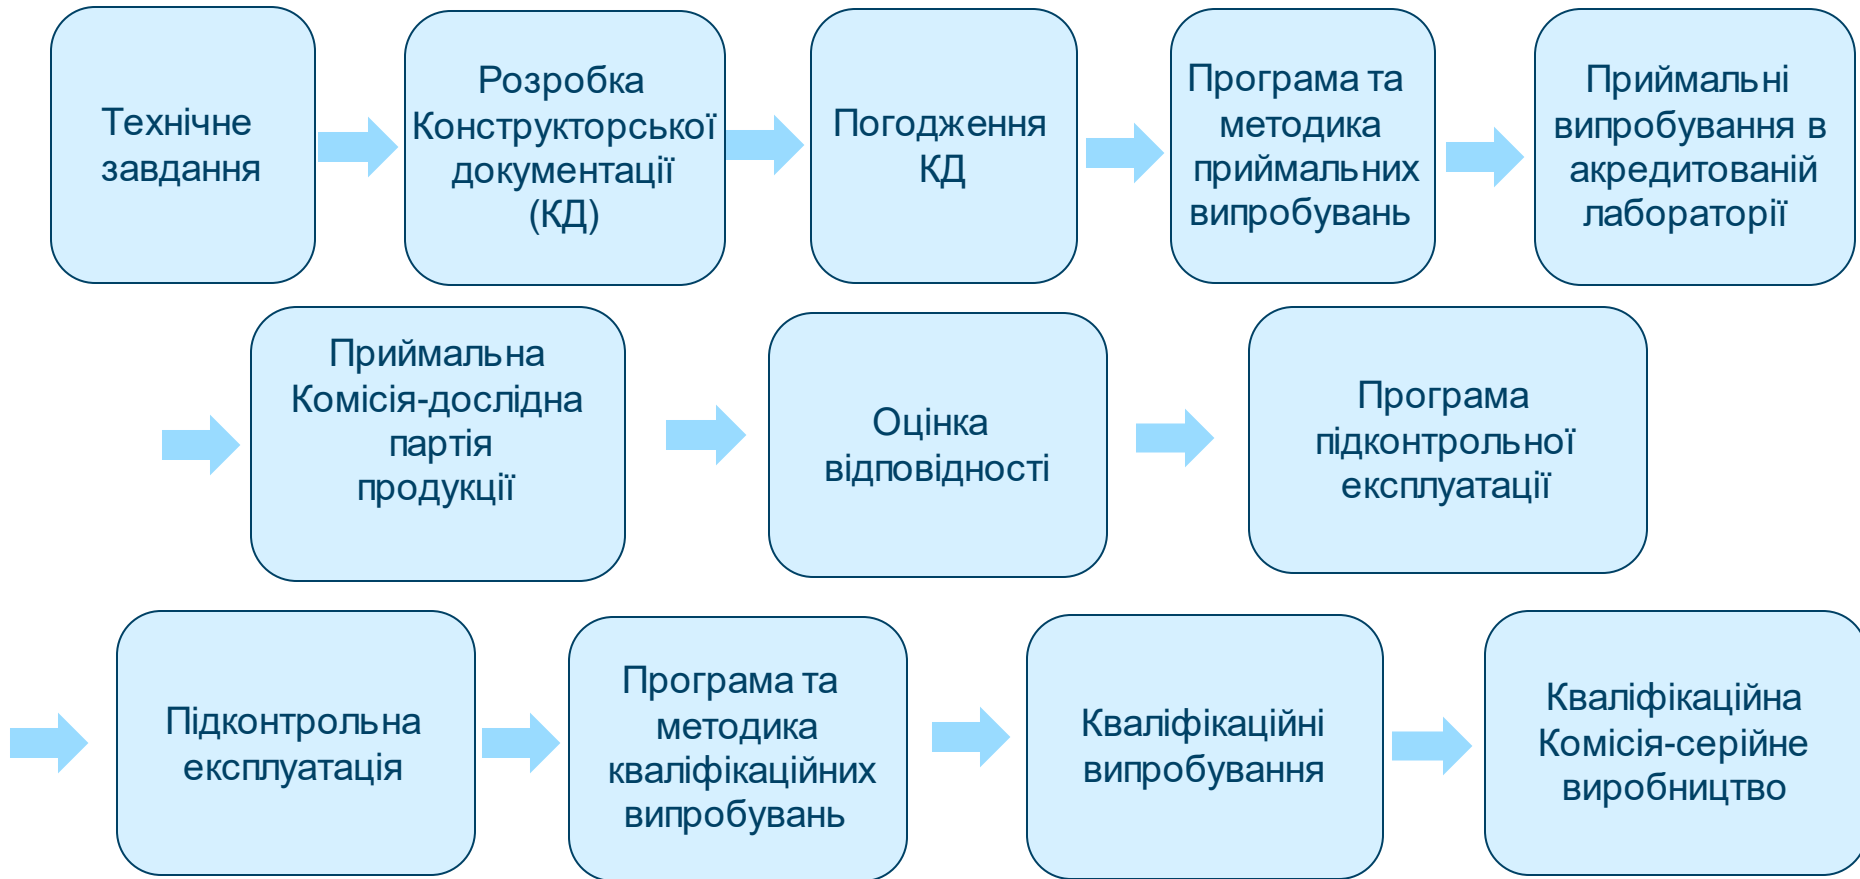 Технічне
завдання
Розробка
Конструкторської
документації
(КД)
Погодження
КД
Програма та
методика
приймальних
випробувань
Приймальні
випробування в
акредитованій
лабораторії
Приймальна
Комісія-дослідна
партія
продукції
Оцінка
відповідності
Програма
підконтрольної
експлуатації
Підконтрольна
експлуатація
Програма та
методика
кваліфікаційних
випробувань
Кваліфікаційні
випробування
Кваліфікаційна
Комісія-серійне
виробництво